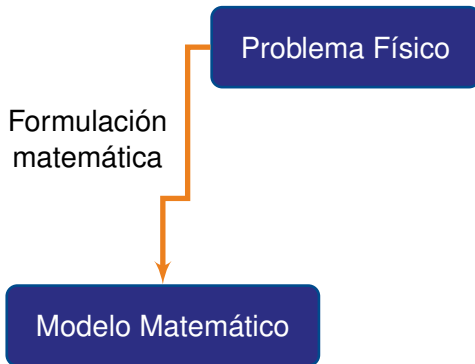 Problema Físico
Formulación
matemática
Modelo Matemático